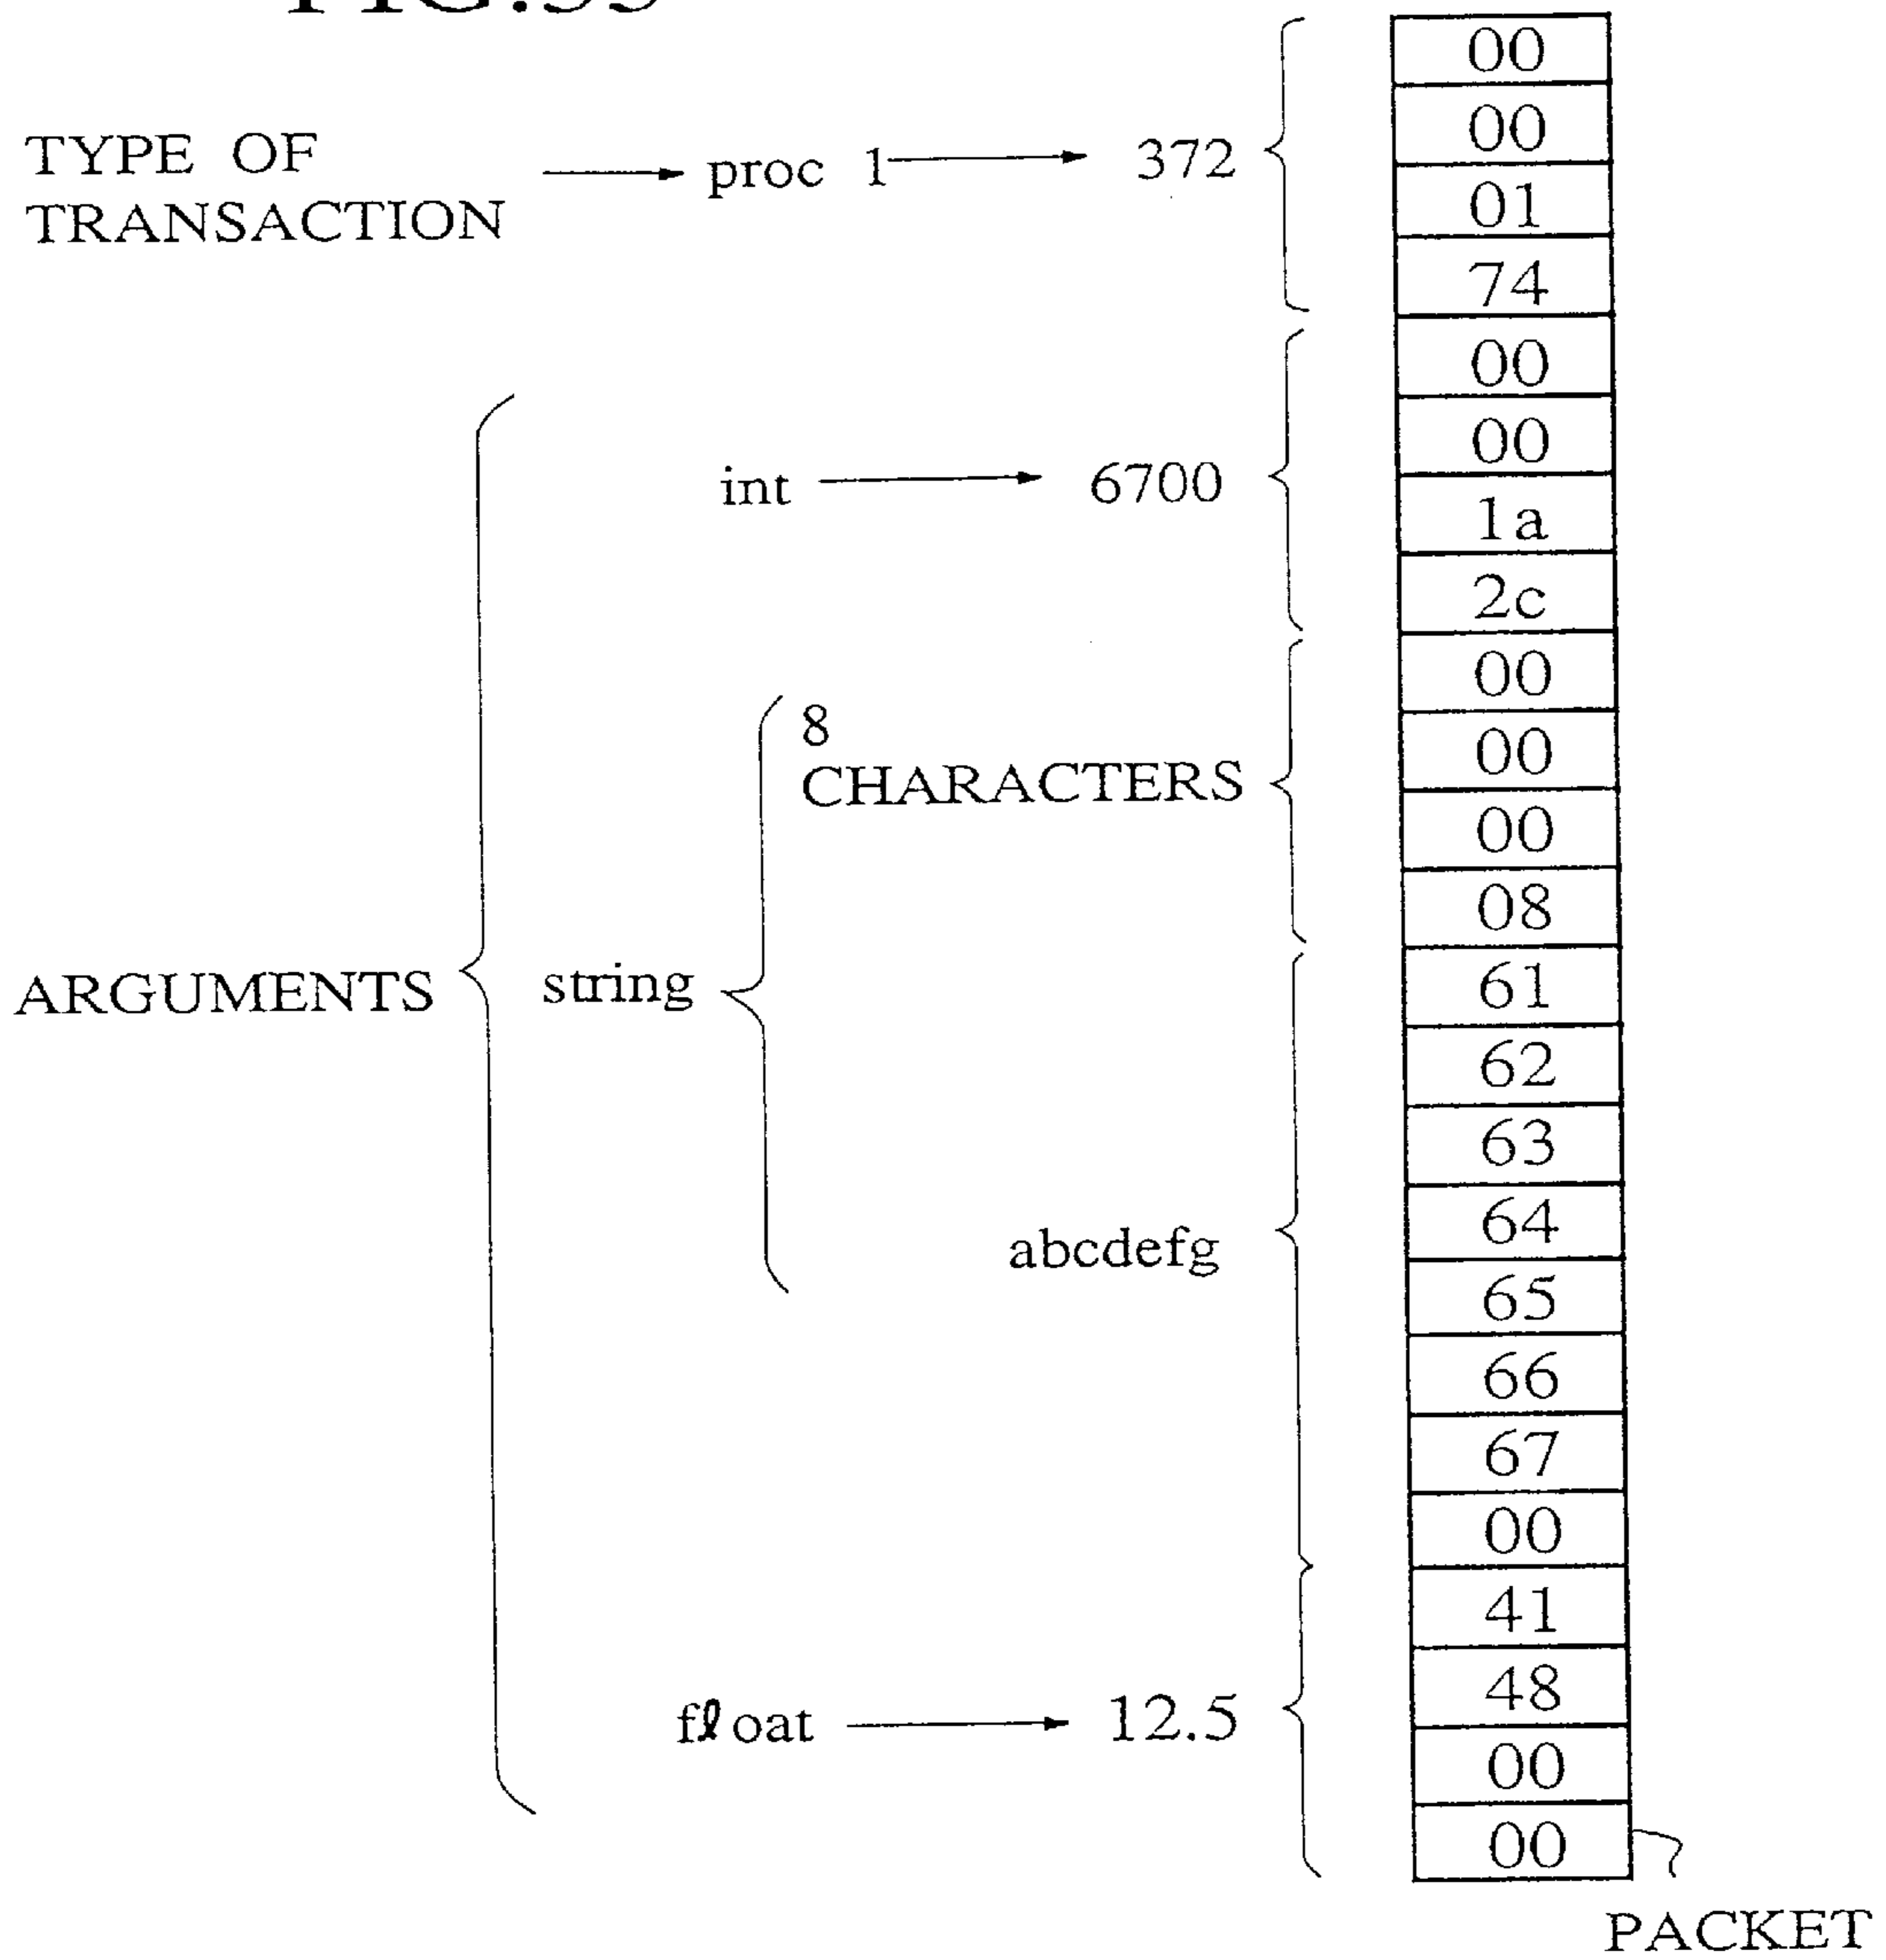 TYPE OF
TRANSACTION
proc 1
372
ARGUMENTS
int
6700
string
8
CHARACTERS
abcdefg
float
12.5
00
00
01
74
00
00
1a
2c
00
00
00
08
61
62
63
64
65
66
67
00
41
48
00
00
PACKET